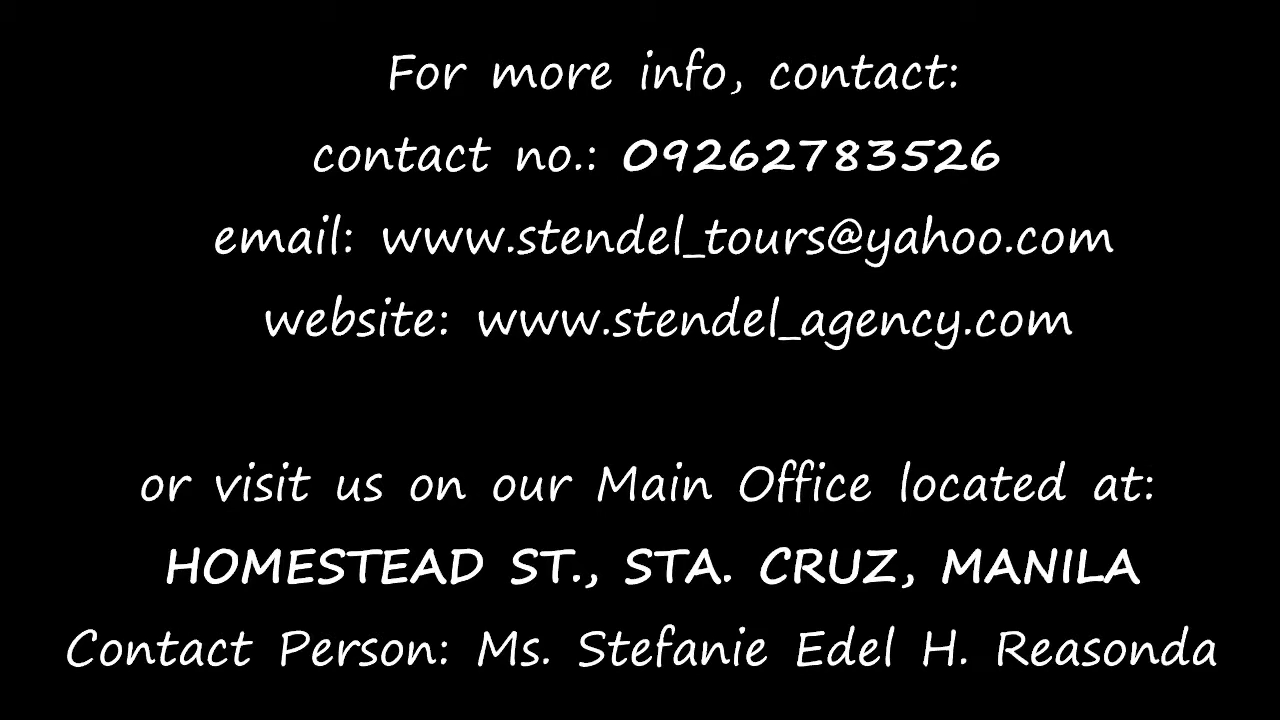 For more info, contact:
contact no.: 09262783526
email: www.stendel_tours@yahoo.com
website: www.stendel_agency.com
or visit us on our Main Office located at:
HOMESTEAD ST., STA. CRUZ, MANILA
Contact Person: Ms. Stefanie Edel H. Reasonda